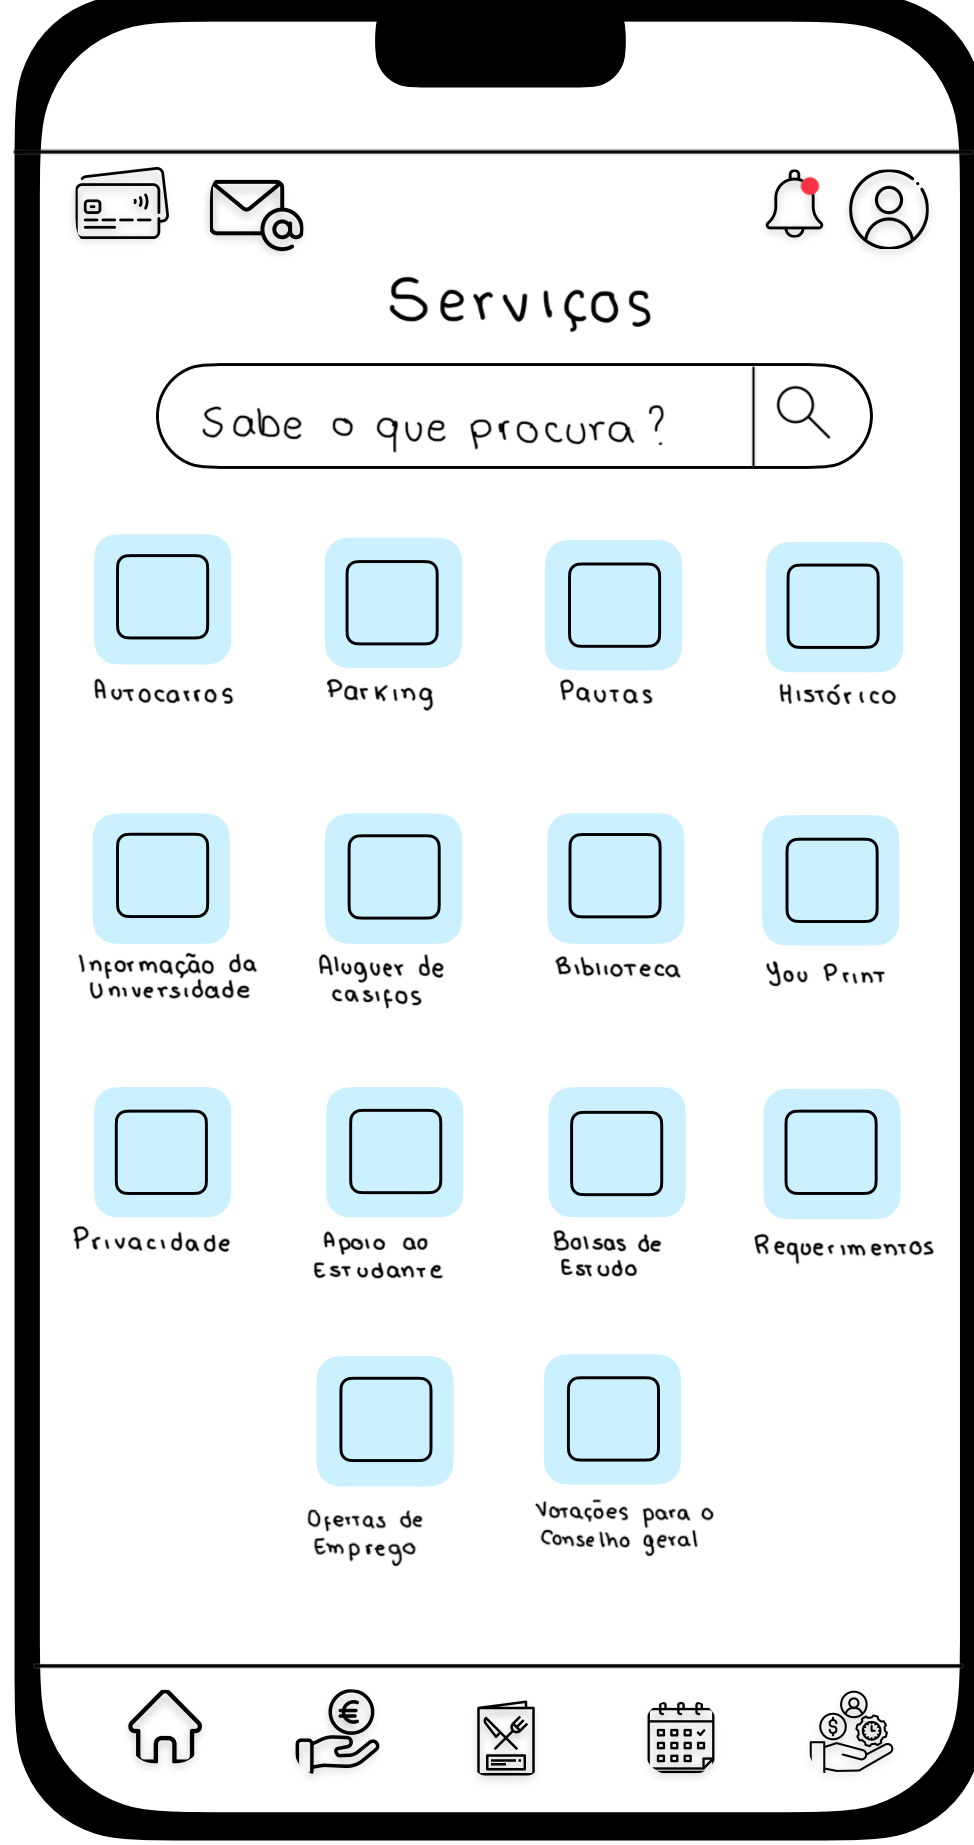 Serviços
Sabe o que procura?
Autocarros
Parking
Pautas
Histórico
Informação da
Universidade
Aluguer de
casifos
Biblioteca
You Print
Privacidade
Apoio ao
Estudante
Bolsas de
Estudo
Requerimentos
Ofertas de
Emprego
Votações para o
Conselho geral